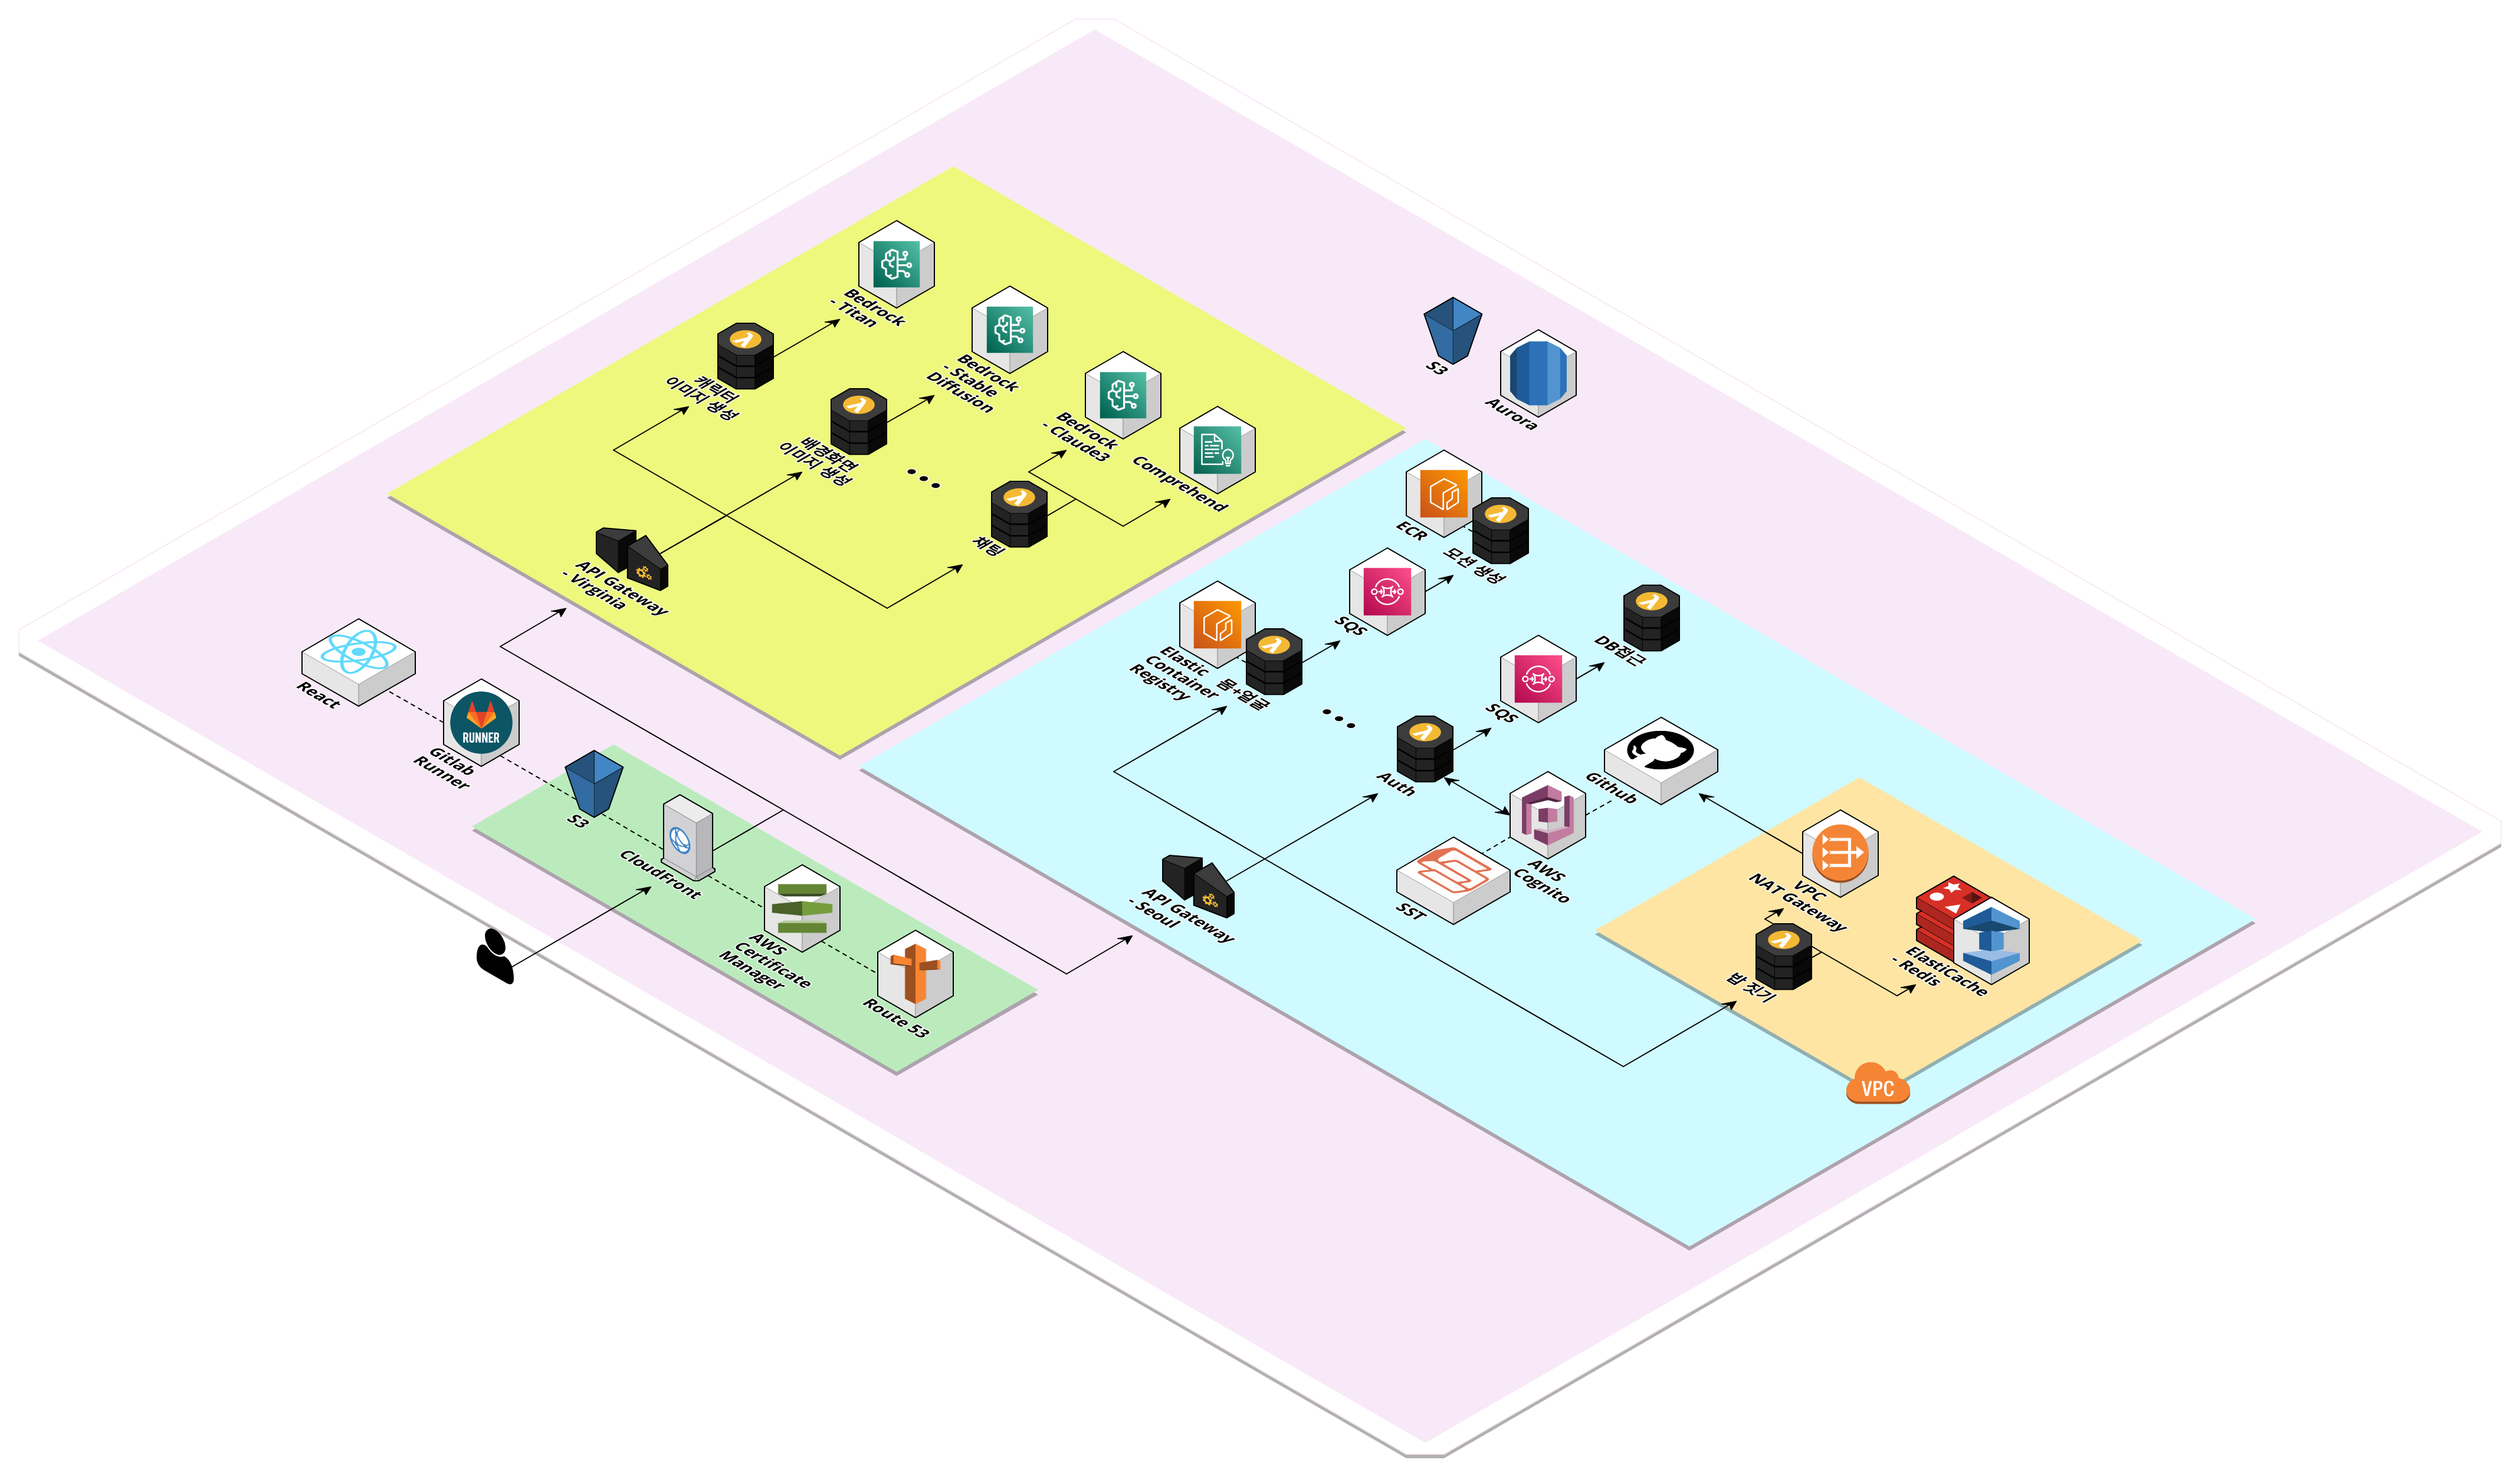 Bedrock
- Titan
캐릭터
이미지 생성
Bedrock
- Stable
Diffusion
배경화면
이미지 생성
Bedrock
- Claude3
Comprehend
채팅
API Gateway
- Virginia
S3
Aurora
ECR
모션 생성
SQS
Elastic
Container
Registry
몸+얼굴
SQS
DB접근
Auth
Github
AWS
Cognito
SST
API Gateway
- Seoul
VPC
NAT Gateway
밥 짓기
ElastiCache
- Redis
VPC
React
RUNNER
Gitlab
Runner
S3
CloudFront
AWS
Certificate
Manager
Route 53